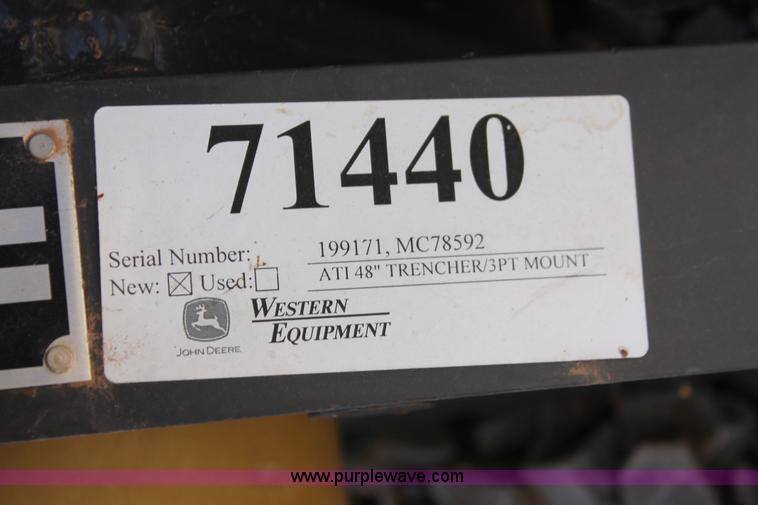 71440
Serial Number: 199171, MC78592
New: ☒ Used: ☐ ATI 48" TRENCHER/3PT MOUNT
WESTERN
EQUIPMENT
JOHN DEERE
www.purplewave.com